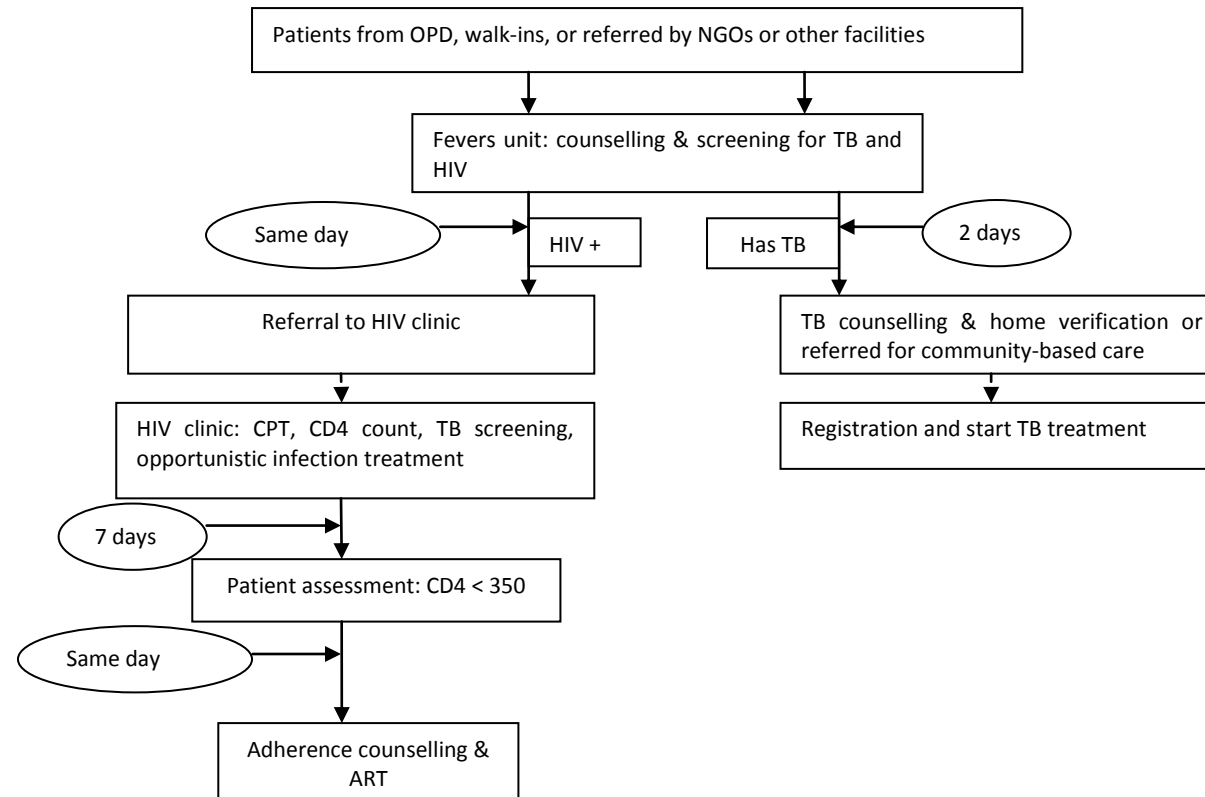 Patients from OPD, walk-ins, or referred by NGOs or other facilities
Fevers unit: counselling & screening for TB and
HIV
Same day
HIV +
Has TB
2 days
Referral to HIV clinic
TB counselling & home verification or
referred for community-based care
HIV clinic: CPT, CD4 count, TB screening,
opportunistic infection treatment
Registration and start TB treatment
7 days
Patient assessment: CD4 < 350
Same day
Adherence counselling &
ART